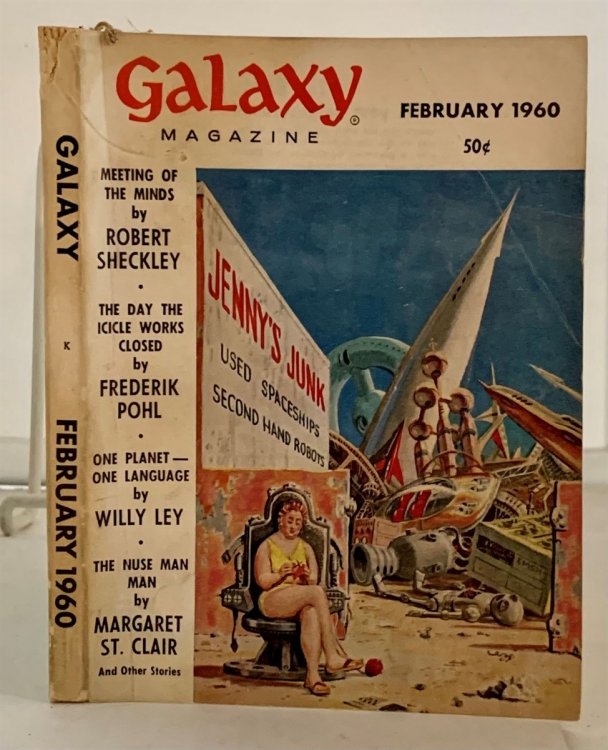 GALAXY
K
FEBRUARY 1960
GaLaxy
®
MAGAZINE
FEBRUARY 1960
50¢
MEETING OF
THE MINDS
by
ROBERT
SHECKLEY
•
THE DAY THE
ICICLE WORKS
CLOSED
by
FREDERIK
POHL
•
ONE PLANET—
ONE LANGUAGE
by
WILLY LEY
•
THE NUSE MAN
MAN
by
MARGARET
ST. CLAIR
And Other Stories
JENNY'S JUNK
USED SPACESHIPS
SECOND HAND ROBOTS